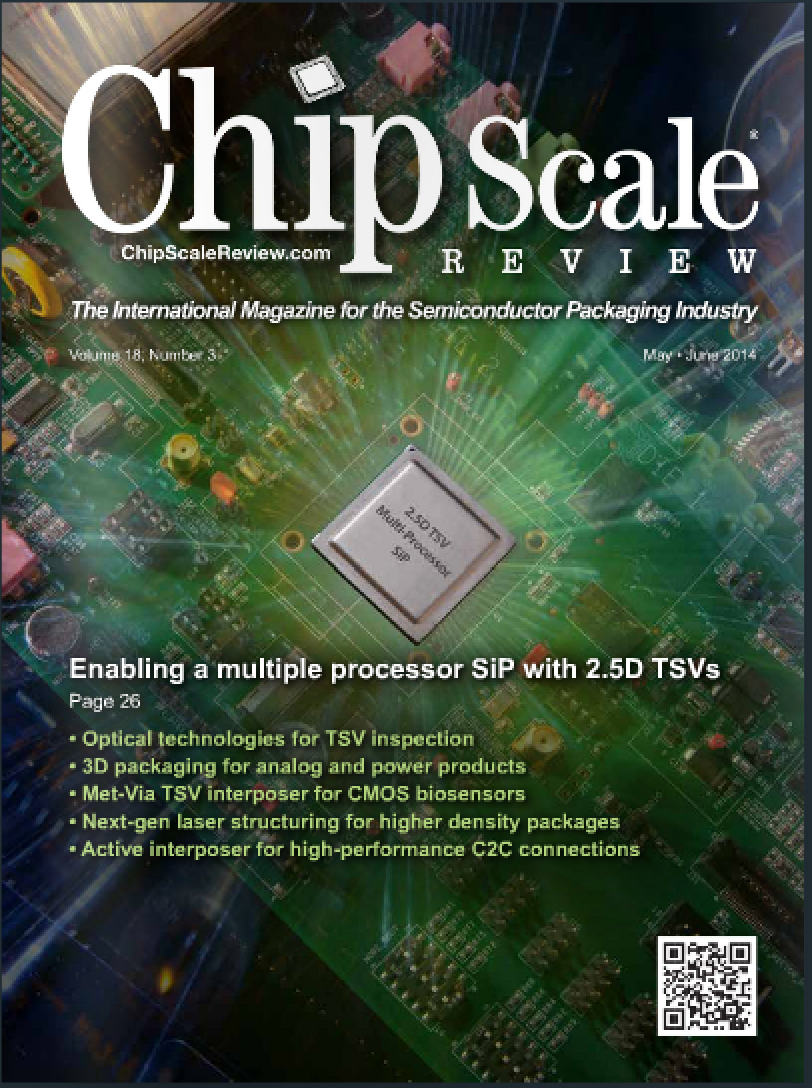 Chip Scale®
ChipScaleReview.com
REVIEW
The International Magazine for the Semiconductor Packaging Industry
Volume 18, Number 3
May • June 2014
2.5D TSV
Multi-Processor
SiP
Enabling a multiple processor SiP with 2.5D TSVs
Page 26
• Optical technologies for TSV inspection
• 3D packaging for analog and power products
• Met-Via TSV interposer for CMOS biosensors
• Next-gen laser structuring for higher density packages
• Active interposer for high-performance C2C connections